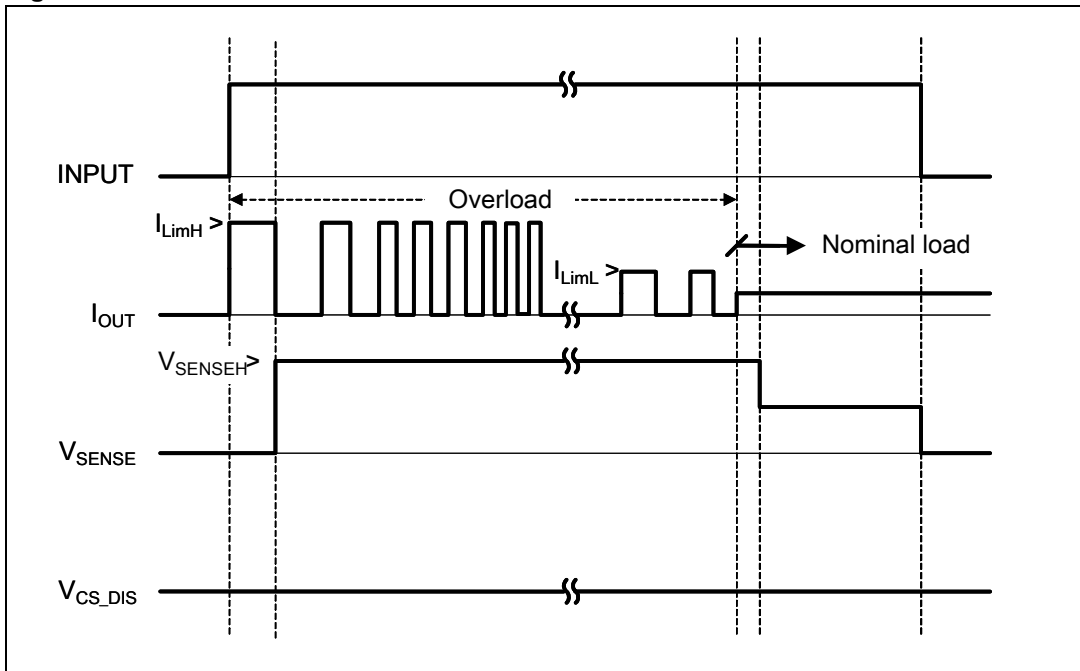 INPUT
Overload
I_LimH >
Nominal load
I_LimL >
I_OUT
V_SENSEH>
V_SENSE
V_CS_DIS